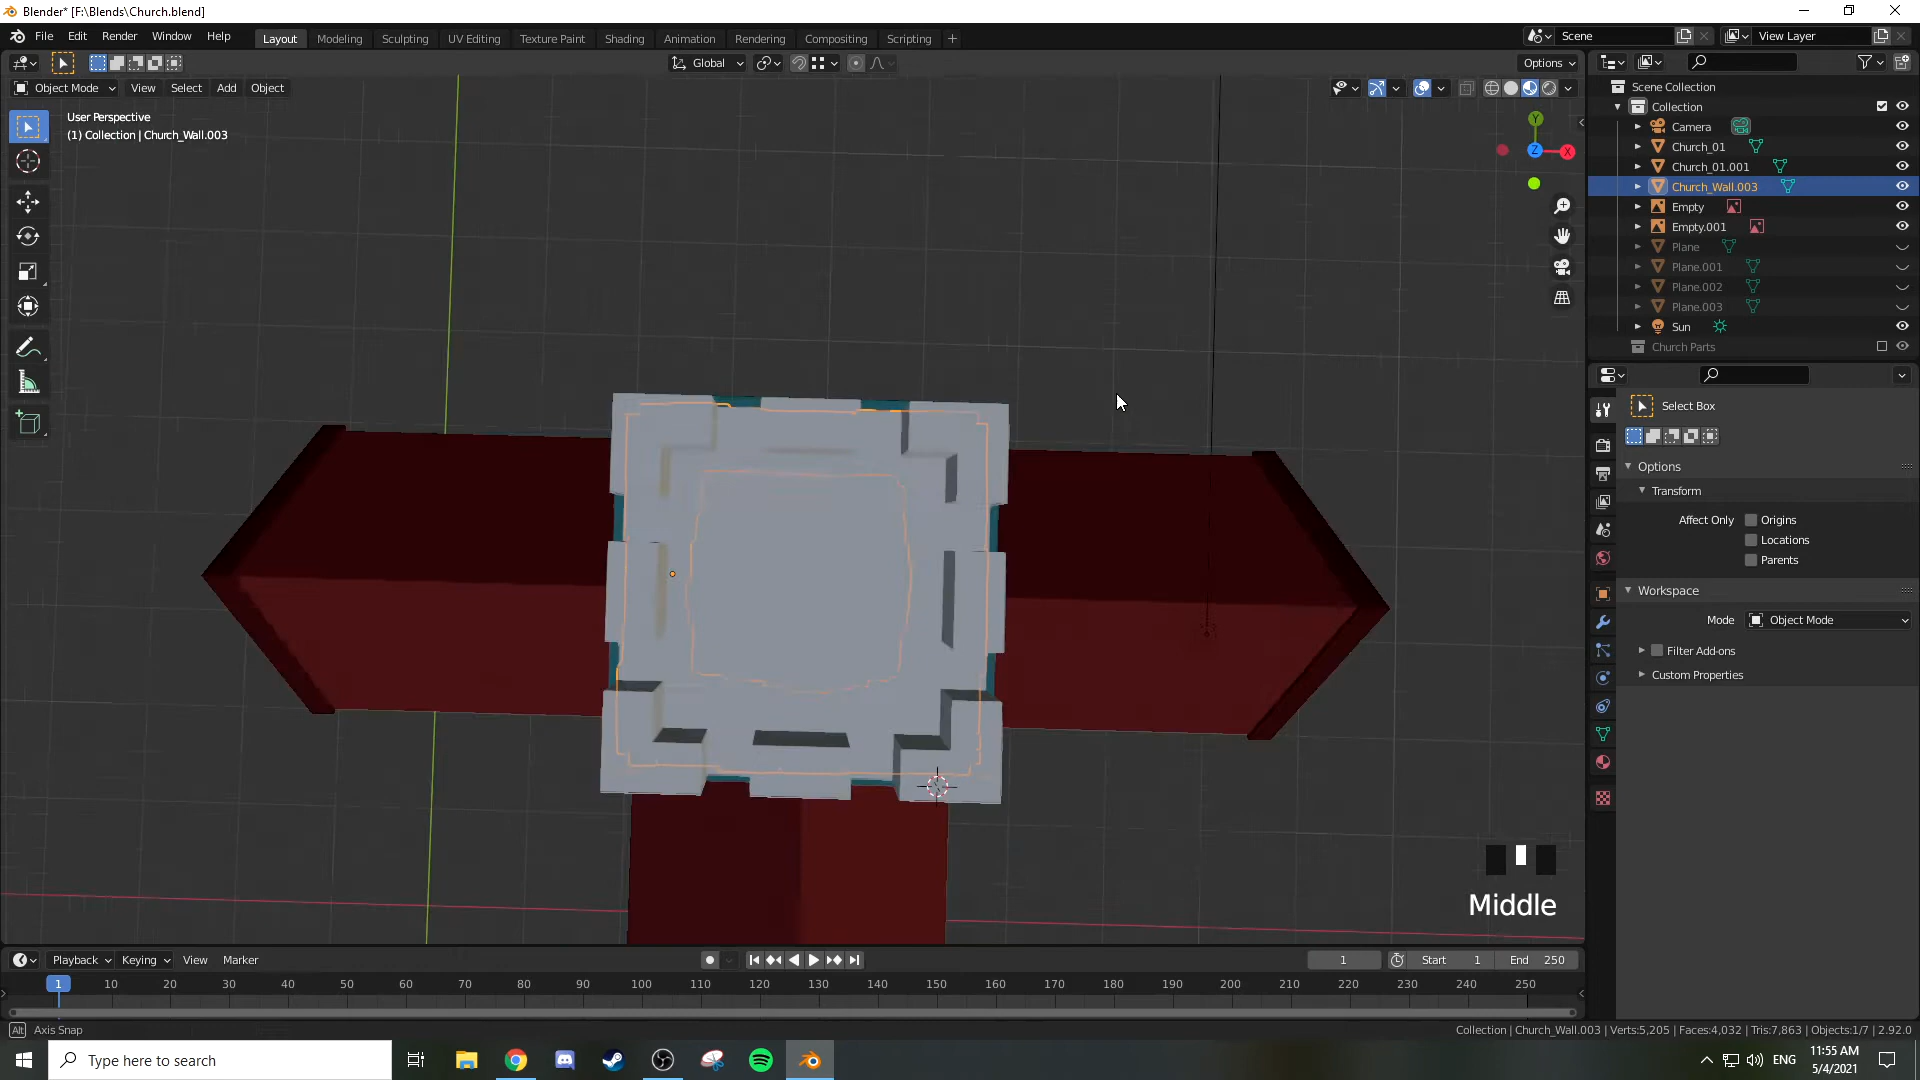 Blender* [F:\Blends\Church.blend]
File Edit Render Window Help Layout Modeling Sculpting UV Editing Texture Paint Shading Animation Rendering Compositing Scripting + Scene View Layer
Global Options
Object Mode View Select Add Object
User Perspective
(1) Collection | Church_Wall.003
Y
Z X
Middle
Scene Collection
Collection
Camera
Church_01
Church_01.001
Church_Wall.003
Empty
Empty.001
Plane
Plane.001
Plane.002
Plane.003
Sun
Church Parts
Select Box
Options
Transform
Affect Only Origins
Locations
Parents
Workspace
Mode Object Mode
Filter Add-ons
Custom Properties
Playback Keying View Marker 1 Start 1 End 250
1 10 20 30 40 50 60 70 80 90 100 110 120 130 140 150 160 170 180 190 200 210 220 230 240 250
Alt Axis Snap Collection | Church_Wall.003 | Verts:5,205 | Faces:4,032 | Tris:7,863 | Objects:1/7 | 2.92.0
Type here to search ENG 11:55 AM
5/4/2021